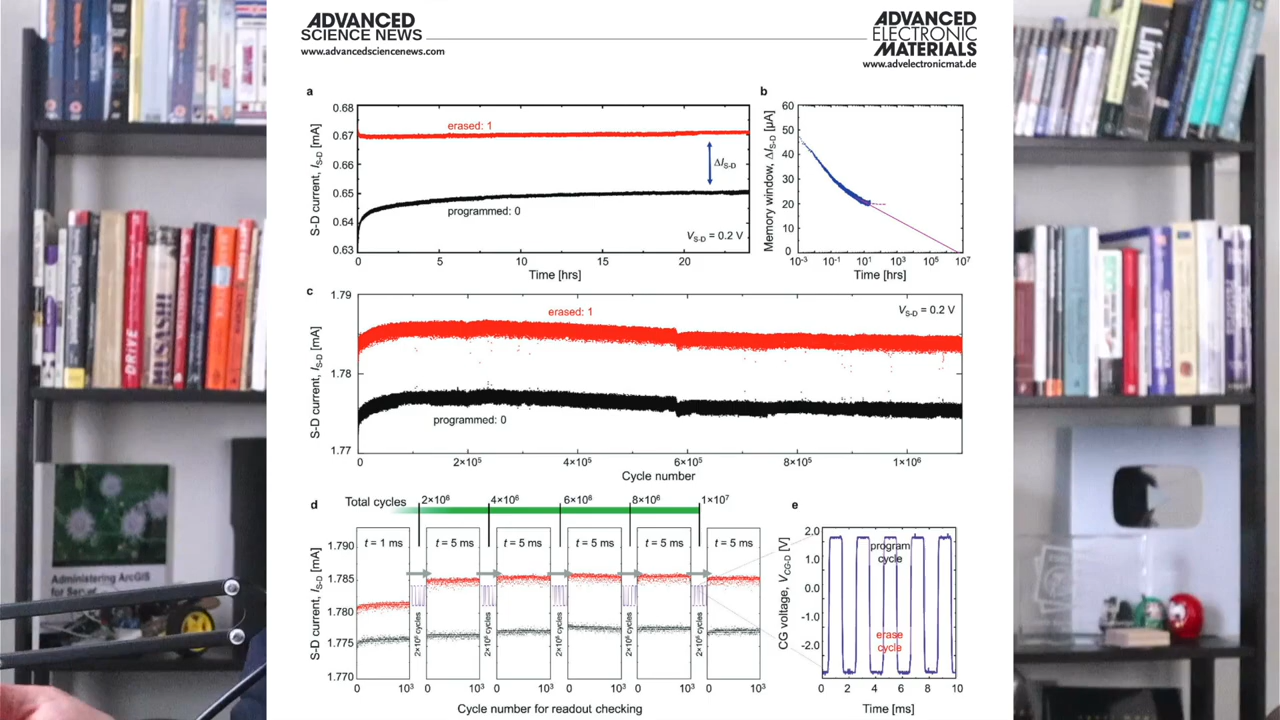 ADVANCED
SCIENCE NEWS
www.advancedsciencenews.com
ADVANCED
ELECTRONIC
MATERIALS
www.advelectronicmat.de
a
S-D current, I_S-D [mA]
0.68
0.67
0.66
0.65
0.64
0.63
erased: 1
ΔI_S-D
programmed: 0
V_S-D = 0.2 V
0 5 10 15 20
Time [hrs]
b
Memory window, ΔI_S-D [µA]
60
50
40
30
20
10
0
10⁻³ 10⁻¹ 10¹ 10³ 10⁵ 10⁷
Time [hrs]
c
S-D current, I_S-D [mA]
1.79
1.78
1.77
erased: 1
V_S-D = 0.2 V
programmed: 0
0 2×10⁵ 4×10⁵ 6×10⁵ 8×10⁵ 1×10⁶
Cycle number
d
Total cycles 2×10⁶ 4×10⁶ 6×10⁶ 8×10⁶ 1×10⁷
S-D current, I_S-D [mA]
1.790
1.785
1.780
1.775
1.770
t = 1 ms t = 5 ms t = 5 ms t = 5 ms t = 5 ms t = 5 ms
2×10⁶ cycles 2×10⁶ cycles 2×10⁶ cycles 2×10⁶ cycles 2×10⁶ cycles
0 10³ 0 10³ 0 10³ 0 10³ 0 10³ 0 10³
Cycle number for readout checking
e
CG voltage, V_CG-D [V]
2.0
1.0
0.0
-1.0
-2.0
program
cycle
erase
cycle
0 2 4 6 8 10
Time [ms]
Linux
DRIVE
Administering ArcGIS
for Server